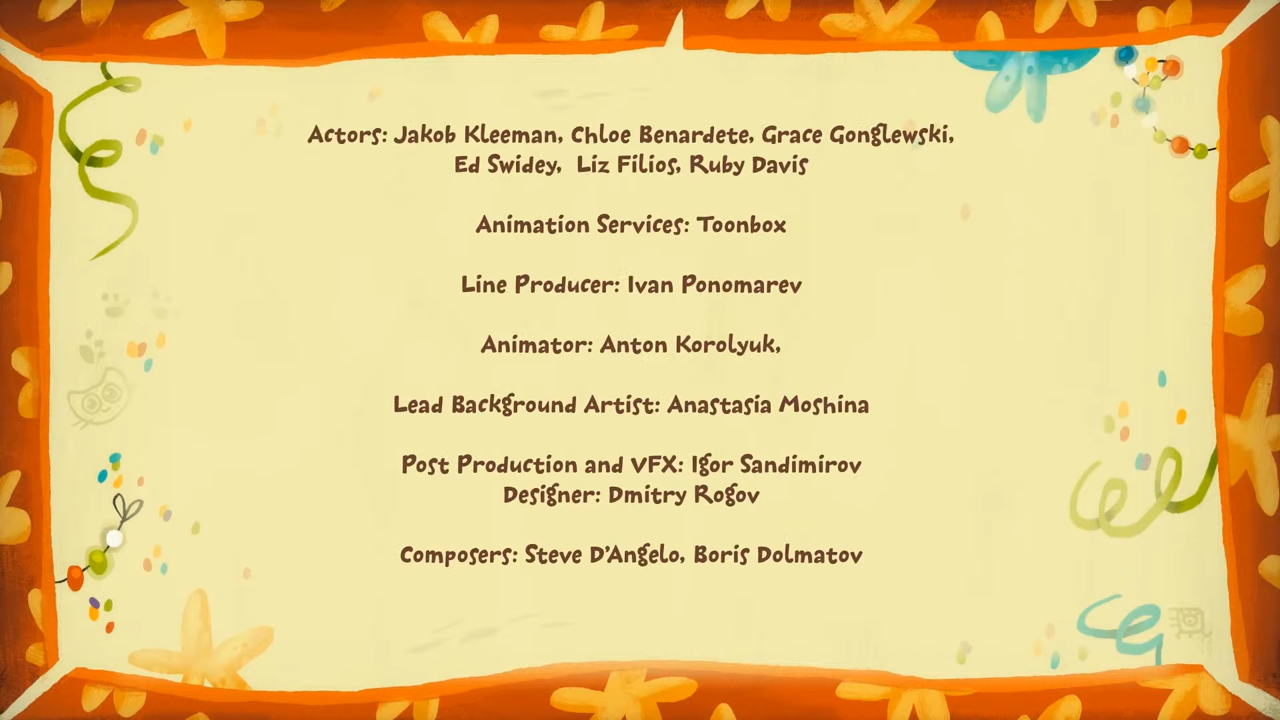 Actors: Jakob Kleeman, Chloe Benardete, Grace Gonglewski,
Ed Swidey, Liz Filios, Ruby Davis
Animation Services: Toonbox
Line Producer: Ivan Ponomarev
Animator: Anton Korolyuk,
Lead Background Artist: Anastasia Moshina
Post Production and VFX: Igor Sandimirov
Designer: Dmitry Rogov
Composers: Steve D'Angelo, Boris Dolmatov